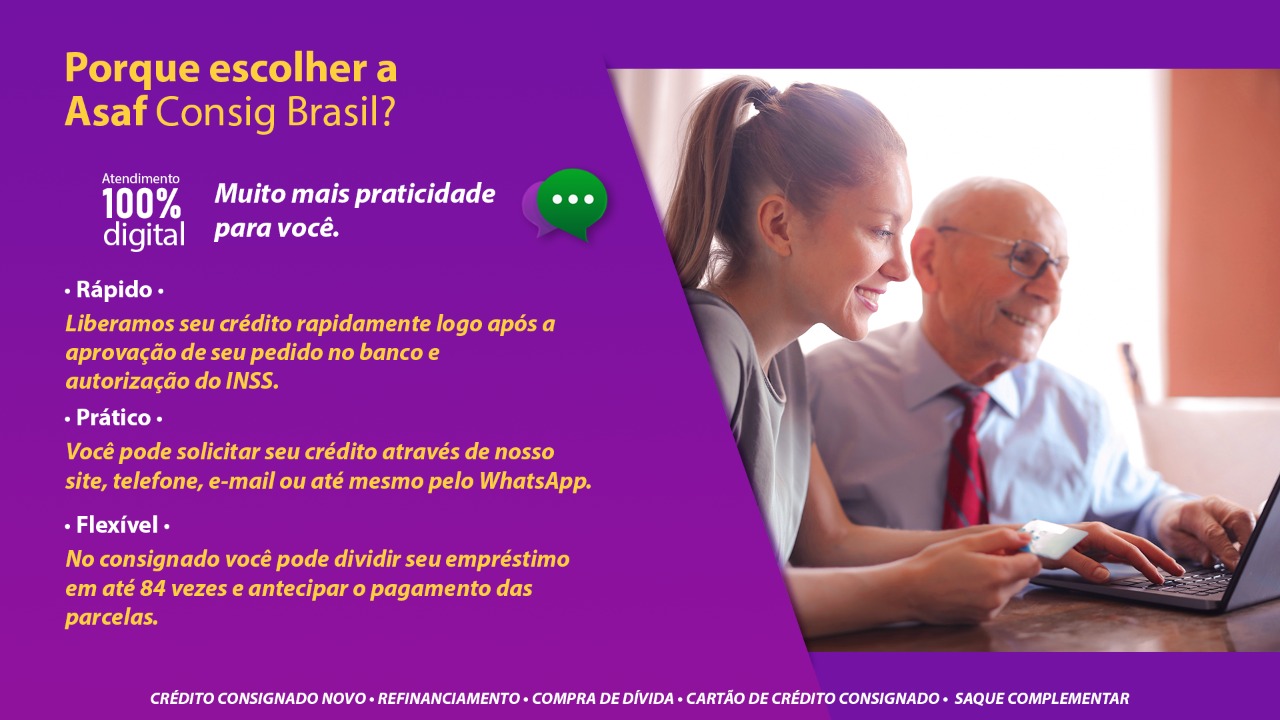 Porque escolher a
Asaf Consig Brasil?
Atendimento
100%
digital
Muito mais praticidade
para você.
• Rápido •
Liberamos seu crédito rapidamente logo após a
aprovação de seu pedido no banco e
autorização do INSS.
• Prático •
Você pode solicitar seu crédito através de nosso
site, telefone, e-mail ou até mesmo pelo WhatsApp.
• Flexível •
No consignado você pode dividir seu empréstimo
em até 84 vezes e antecipar o pagamento das
parcelas.
CRÉDITO CONSIGNADO NOVO • REFINANCIAMENTO • COMPRA DE DÍVIDA • CARTÃO DE CRÉDITO CONSIGNADO • SAQUE COMPLEMENTAR